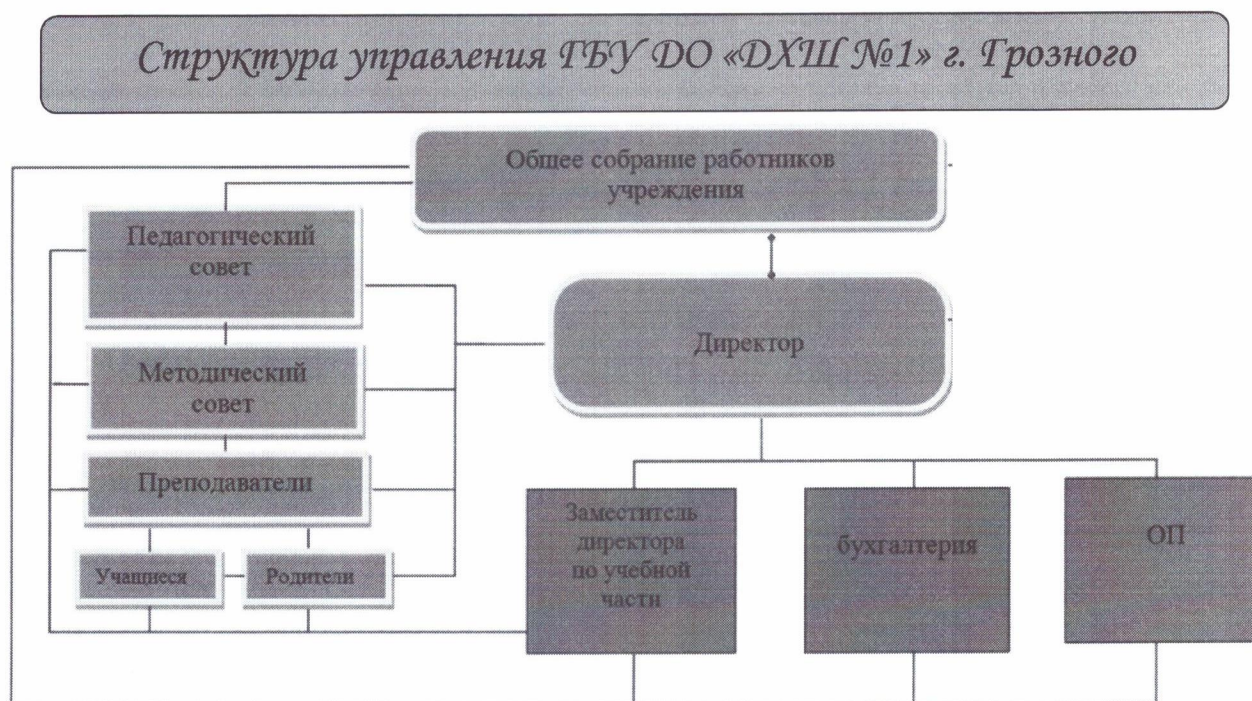 Структура управления ГБУ ДО «ДХШ №1» г. Грозного
Общее собрание работников
учреждения
Педагогический
совет
Директор
Методический
совет
Преподаватели
Учащиеся
Родители
Заместитель
директора
по учебной
части
бухгалтерия
ОП